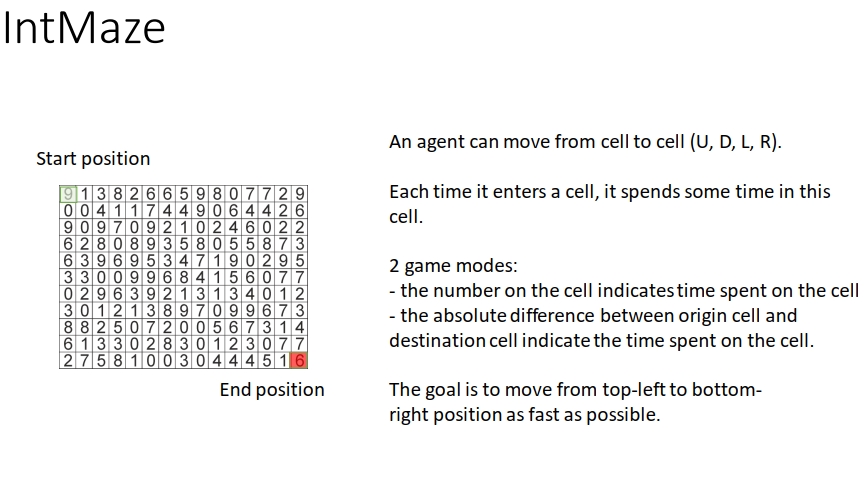 IntMaze
Start position
9 1 3 8 2 6 6 5 9 8 0 7 7 2 9
0 0 4 1 1 7 4 4 9 0 6 4 4 2 6
9 0 9 7 0 9 2 1 0 2 4 6 0 2 2
6 2 8 0 8 9 3 5 8 0 5 5 8 7 3
6 3 9 6 9 5 3 4 7 1 9 0 2 9 5
3 3 0 0 9 9 6 8 4 1 5 6 0 7 7
0 2 9 6 3 9 2 1 3 1 3 4 0 1 2
3 0 1 2 1 3 8 9 7 0 9 9 6 7 3
8 8 2 5 0 7 2 0 0 5 6 7 3 1 4
6 1 3 3 0 2 8 3 0 1 2 3 0 7 7
2 7 5 8 1 0 0 3 0 4 4 4 5 1 6
End position
An agent can move from cell to cell (U, D, L, R).
Each time it enters a cell, it spends some time in this
cell.
2 game modes:
- the number on the cell indicates time spent on the cell
- the absolute difference between origin cell and
destination cell indicate the time spent on the cell.
The goal is to move from top-left to bottom-
right position as fast as possible.